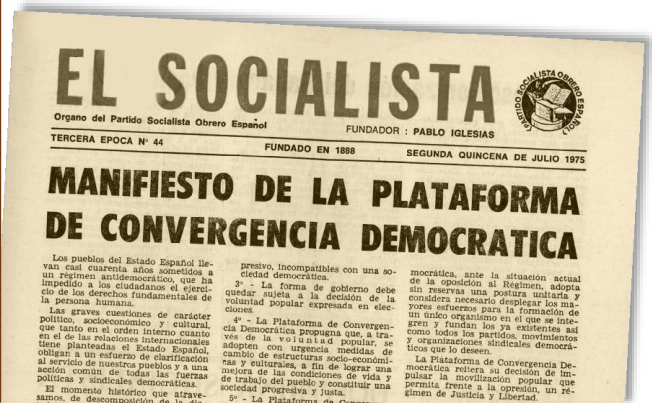 EL SOCIALISTA
PARTIDO SOCIALISTA OBRERO ESPAÑOL
Organo del Partido Socialista Obrero Español
FUNDADOR : PABLO IGLESIAS
TERCERA EPOCA Nº 44
FUNDADO EN 1888
SEGUNDA QUINCENA DE JULIO 1975
MANIFIESTO DE LA PLATAFORMA
DE CONVERGENCIA DEMOCRATICA
Los pueblos del Estado Español lle-
van casi cuarenta años sometidos a
un régimen antidemocrático, que ha
impedido a los ciudadanos el ejerci-
cio de los derechos fundamentales de
la persona humana.
Las graves cuestiones de carácter
político, socioeconómico y cultural,
que tanto en el orden interno cuanto
en el de las relaciones internacionales
tiene planteadas el Estado Español,
obligan a un esfuerzo de clarificación
al servicio de nuestros pueblos y a una
acción común de todas las fuerzas
políticas y sindicales democráticas.
El momento histórico que atrave-
samos, de descomposición de la
presivo, incompatibles con una so-
ciedad democrática.
3º - La forma de gobierno debe
quedar sujeta a la decisión de la
voluntad popular expresada en elec-
ciones.
4º - La Plataforma de Convergen-
cia Democrática propugna que, a tra-
vés de la voluntad popular, se
adopten con urgencia medidas de
cambio de estructuras socio-económi-
cas y culturales, a fin de lograr una
mejora de las condiciones de vida y
de trabajo del pueblo y constituir una
sociedad progresiva y justa.
5º - La Plataforma de
mocrática, ante la situación actual
de la oposición al Régimen, adopta
sin reservas una postura unitaria y
considera necesario desplegar los ma-
yores esfuerzos para la formación de
un único organismo en el que se inte-
gren y fundan los ya existentes así
como todos los partidos, movimientos
y organizaciones sindicales democrá-
ticos que lo deseen.
La Plataforma de Convergencia De-
mocrática reitera su decisión de im-
pulsar la movilización popular que
permita frente a la opresión, un ré-
gimen de Justicia y Libertad.